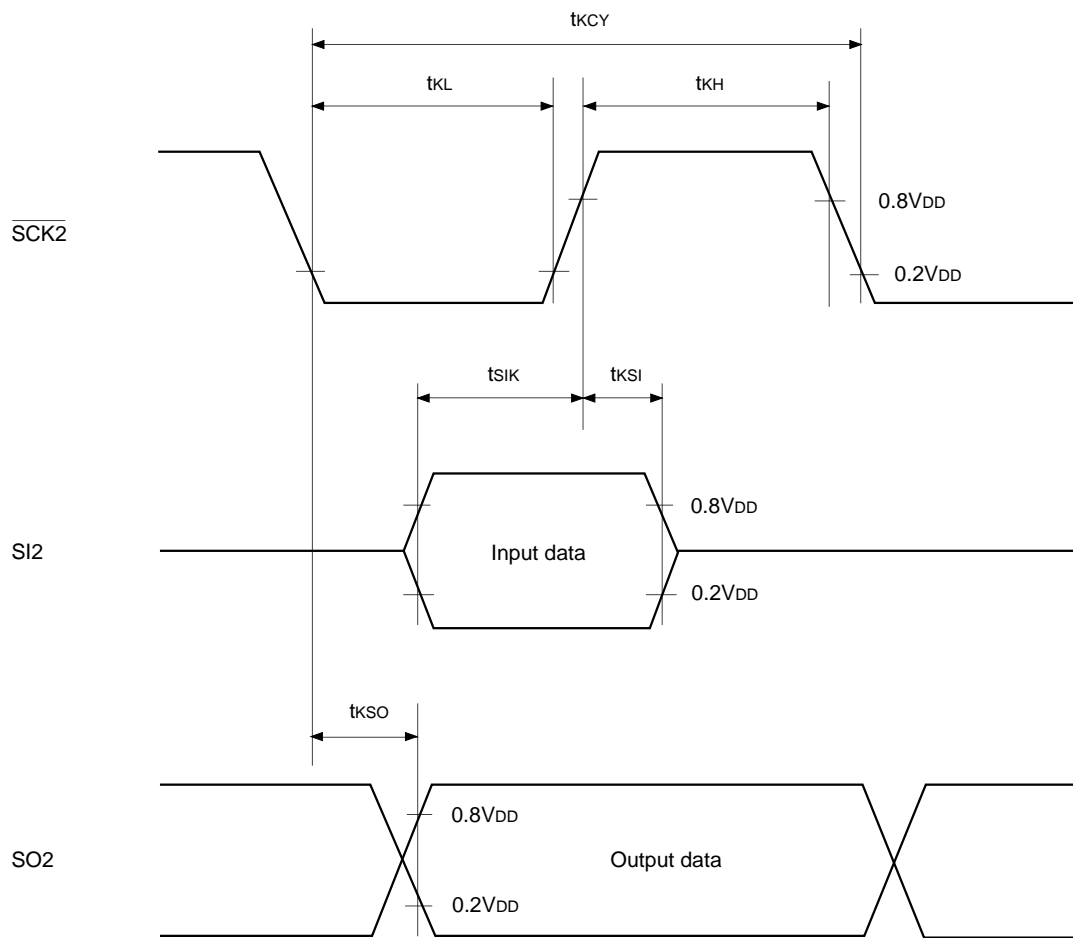 tKCY
tKL
tKH
SCK2
0.8VDD
0.2VDD
tSIK
tKSI
SI2
0.8VDD
Input data
0.2VDD
tKSO
0.8VDD
SO2
Output data
0.2VDD